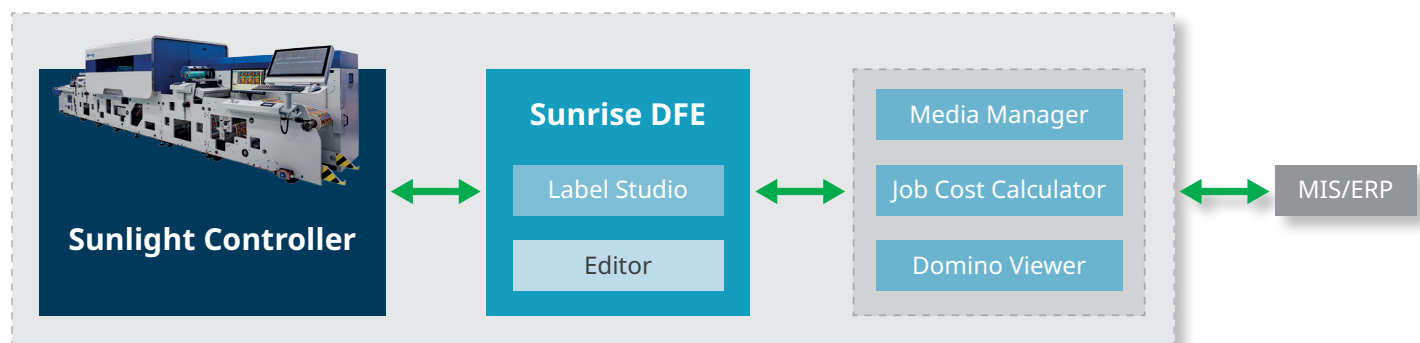 Sunlight Controller
Sunrise DFE
Label Studio
Editor
Media Manager
Job Cost Calculator
Domino Viewer
MIS/ERP